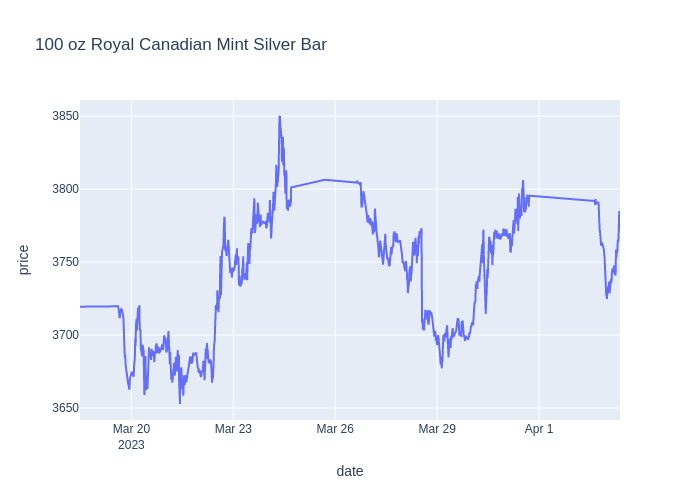 100 oz Royal Canadian Mint Silver Bar
3850
3800
3750
3700
3650
price
Mar 20
2023
Mar 23
Mar 26
Mar 29
Apr 1
date